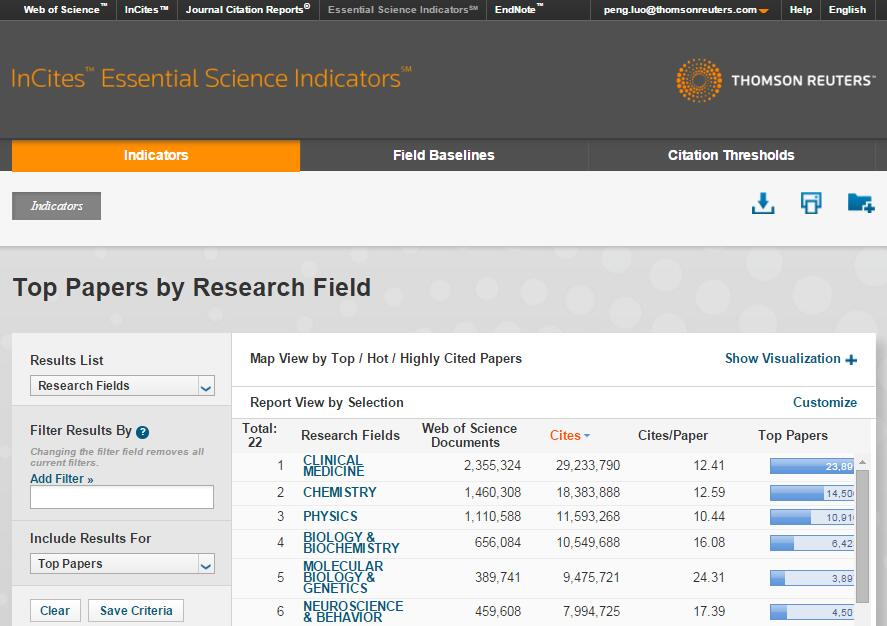 Web of Science™ InCites™ Journal Citation Reports® Essential Science Indicators℠ EndNote™ peng.luo@thomsonreuters.com Help English
InCites™ Essential Science Indicators℠
THOMSON REUTERS™
Indicators Field Baselines Citation Thresholds
Indicators
Top Papers by Research Field
Results List
Research Fields
Filter Results By ?
Changing the filter field removes all
current filters.
Add Filter »
Include Results For
Top Papers
Clear Save Criteria
Map View by Top / Hot / Highly Cited Papers Show Visualization +
Report View by Selection Customize
Total:
22
Research Fields
Web of Science
Documents
Cites Cites/Paper Top Papers
1 CLINICAL
MEDICINE
2,355,324 29,233,790 12.41 23,89
2 CHEMISTRY 1,460,308 18,383,888 12.59 14,50
3 PHYSICS 1,110,588 11,593,268 10.44 10,91
4 BIOLOGY &
BIOCHEMISTRY
656,084 10,549,688 16.08 6,42
5 MOLECULAR
BIOLOGY &
GENETICS
389,741 9,475,721 24.31 3,89
6 NEUROSCIENCE
& BEHAVIOR
459,608 7,994,725 17.39 4,50